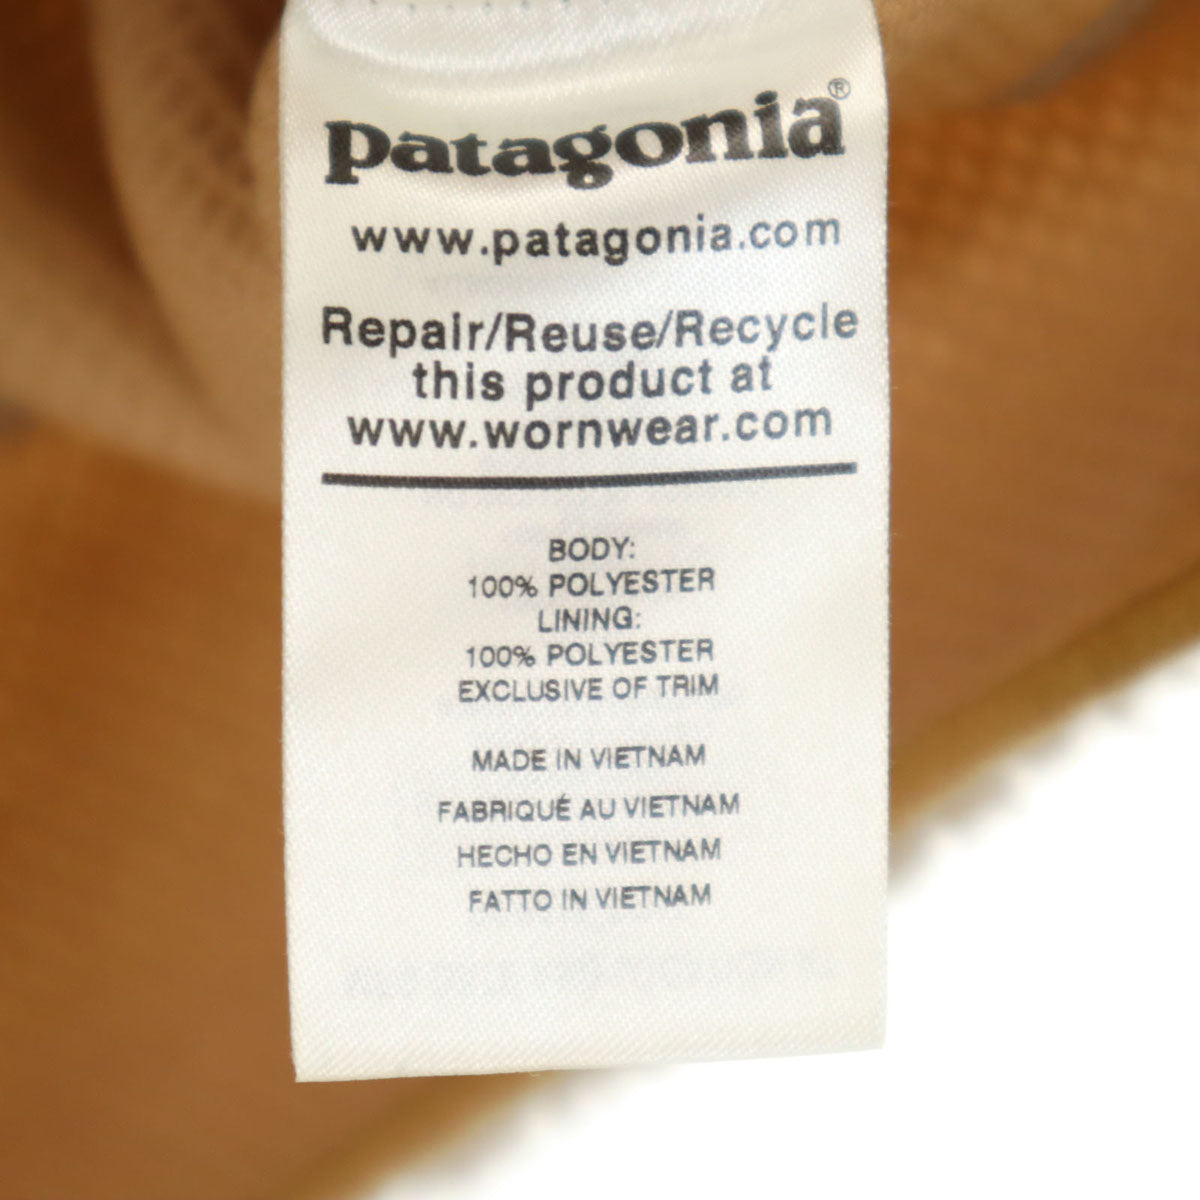 patagonia®
www.patagonia.com
Repair/Reuse/Recycle
this product at
www.wornwear.com
BODY:
100% POLYESTER
LINING:
100% POLYESTER
EXCLUSIVE OF TRIM
MADE IN VIETNAM
FABRIQUÉ AU VIETNAM
HECHO EN VIETNAM
FATTO IN VIETNAM